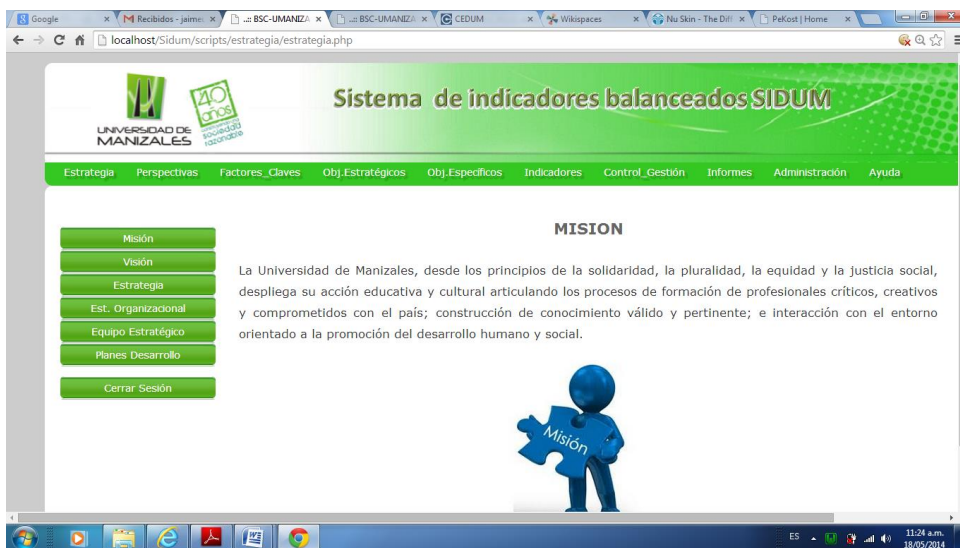 Google
Recibidos - jaime
..:: BSC-UMANIZA
..:: BSC-UMANIZA
CEDUM
Wikispaces
Nu Skin - The Diff
PeKost | Home
localhost/Sidum/scripts/estrategia/estrategia.php
UNIVERSIDAD DE
MANIZALES
40
años
sociedad
razonable
Sistema de indicadores balanceados SIDUM
Estrategia Perspectivas Factores_Claves Obj.Estratégicos Obj.Específicos Indicadores Control_Gestión Informes Administración Ayuda
Misión
Visión
Estrategia
Est. Organizacional
Equipo Estratégico
Planes Desarrollo
Cerrar Sesión
MISION
La Universidad de Manizales, desde los principios de la solidaridad, la pluralidad, la equidad y la justicia social,
despliega su acción educativa y cultural articulando los procesos de formación de profesionales críticos, creativos
y comprometidos con el país; construcción de conocimiento válido y pertinente; e interacción con el entorno
orientado a la promoción del desarrollo humano y social.
Misión
ES
11:24 a.m.
18/05/2014